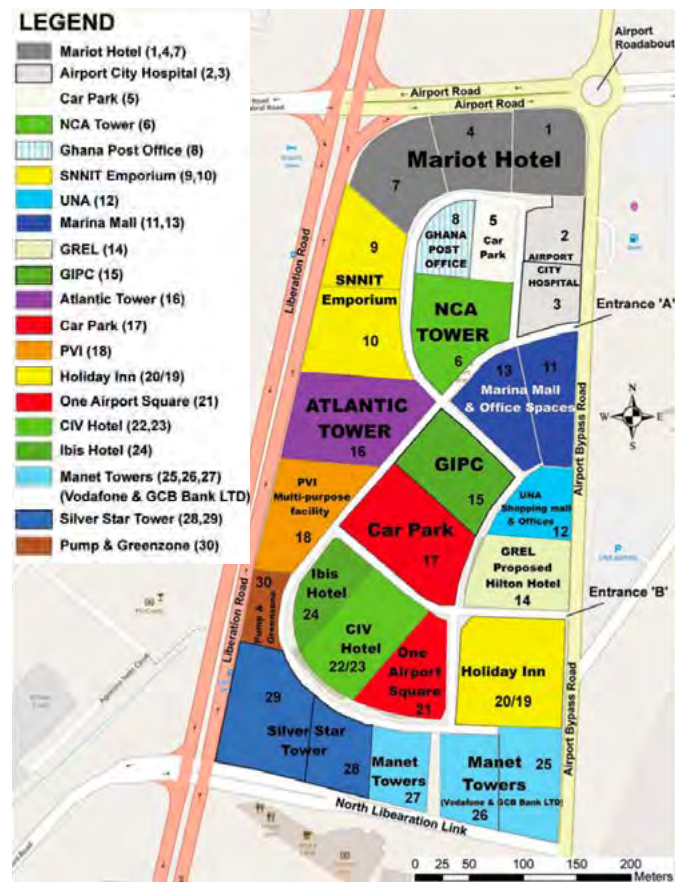 LEGEND
Mariot Hotel (1,4,7)
Airport City Hospital (2,3)
Car Park (5)
NCA Tower (6)
Ghana Post Office (8)
SNNIT Emporium (9,10)
UNA (12)
Marina Mall (11,13)
GREL (14)
GIPC (15)
Atlantic Tower (16)
Car Park (17)
PVI (18)
Holiday Inn (20/19)
One Airport Square (21)
CIV Hotel (22,23)
Ibis Hotel (24)
Manet Towers (25,26,27)
(Vodafone & GCB Bank LTD)
Silver Star Tower (28,29)
Pump & Greenzone (30)
Airport
Roadabout
Airport Road
Airport Road
Road
1
4
Mariot Hotel
7
8
GHANA
POST
OFFICE
5
Car
Park
2
AIRPORT
CITY
HOSPITAL
3
9
SNNIT
Emporium
10
Liberation Road
NCA
TOWER
6
Entrance 'A'
13
11
Marina Mall
& Office Spaces
N
W
E
S
Airport Bypass Road
ATLANTIC
TOWER
16
GIPC
15
PVI
Multi-purpose
facility
18
Car Park
17
UNA
Shopping mall
& Offices
12
GREL
Proposed
Hilton Hotel
14
Entrance 'B'
30
Pump &
Greenzone
Ibis
Hotel
24
CIV
Hotel
22/23
One
Airport
Square
21
Holiday Inn
20/19
Liberation Road
Airport Bypass Road
29
Silver Star
Tower
28
Manet
Towers
27
25
Manet
Towers
(Vodafone & GCB Bank LTD)
26
North Libearation Link
0 25 50 100 150 200
Meters